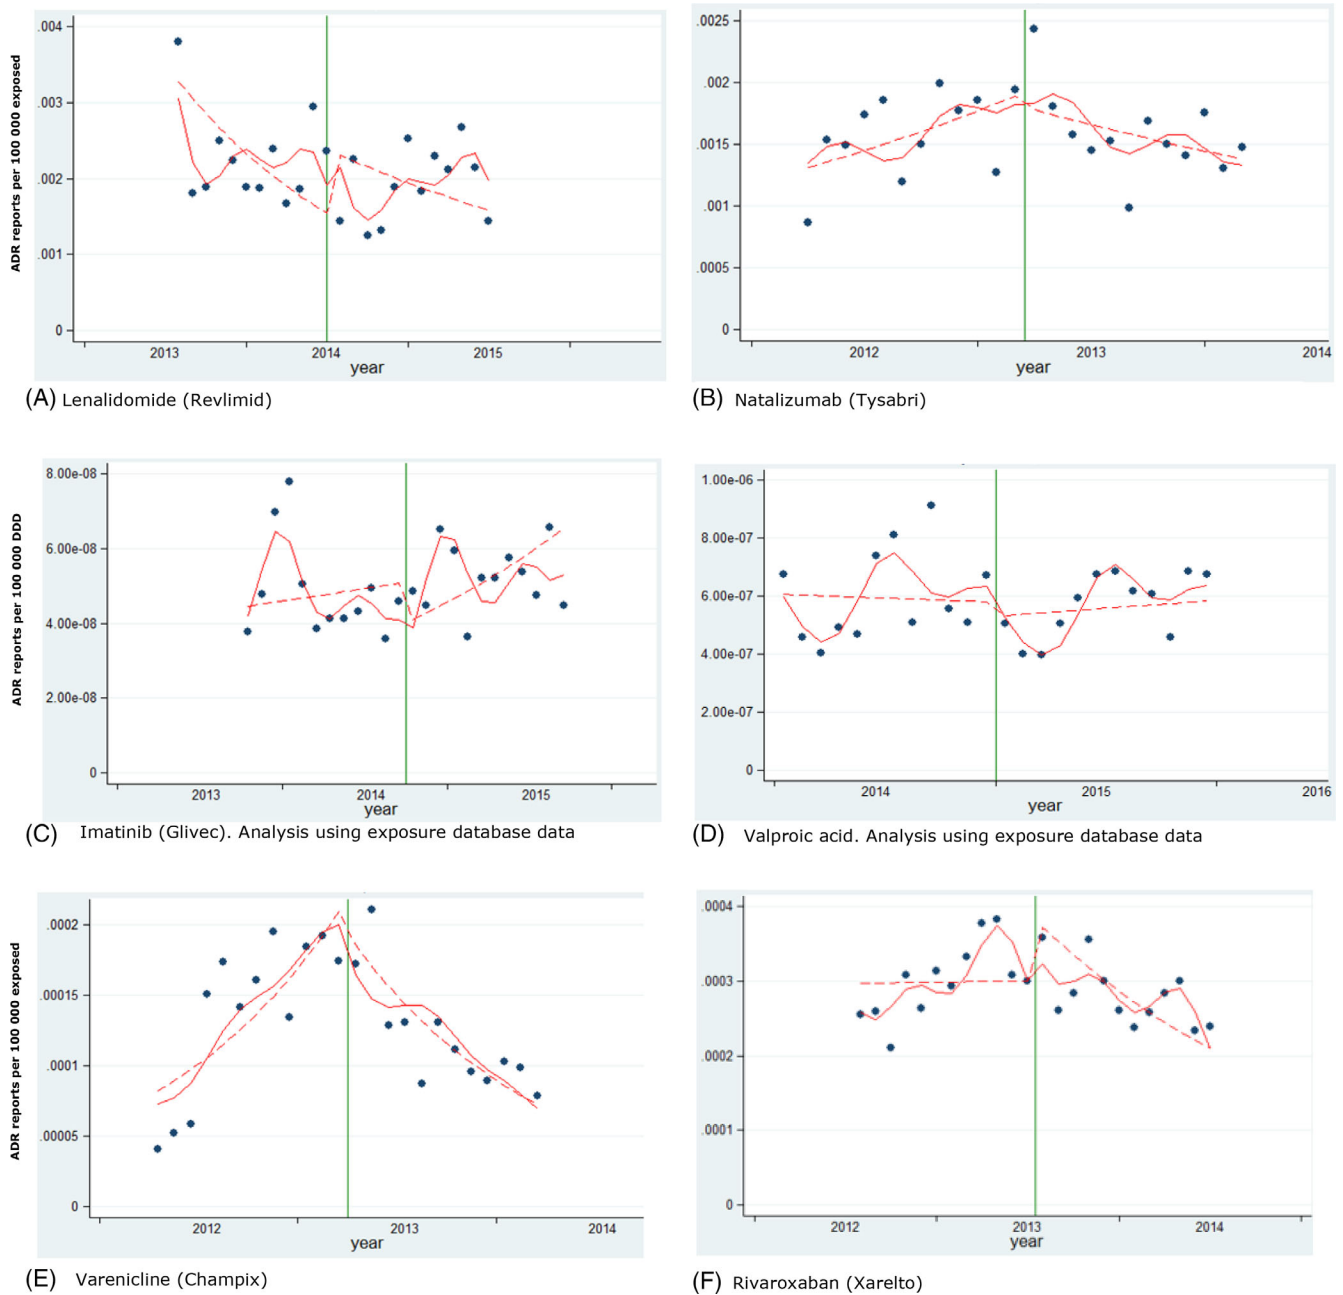 ADR reports per 100 000 exposed
.004
.003
.002
.001
0
2013 2014 2015
year
(A) Lenalidomide (Revlimid)
.0025
.002
.0015
.001
.0005
0
2012 2013 2014
year
(B) Natalizumab (Tysabri)
ADR reports per 100 000 DDD
8.00e-08
6.00e-08
4.00e-08
2.00e-08
0
2013 2014 2015
year
(C) Imatinib (Glivec). Analysis using exposure database data
1.00e-06
8.00e-07
6.00e-07
4.00e-07
2.00e-07
0
2014 2015 2016
year
(D) Valproic acid. Analysis using exposure database data
ADR reports per 100 000 exposed
.0002
.00015
.0001
.00005
0
2012 2013 2014
year
(E) Varenicline (Champix)
.0004
.0003
.0002
.0001
0
2012 2013 2014
year
(F) Rivaroxaban (Xarelto)